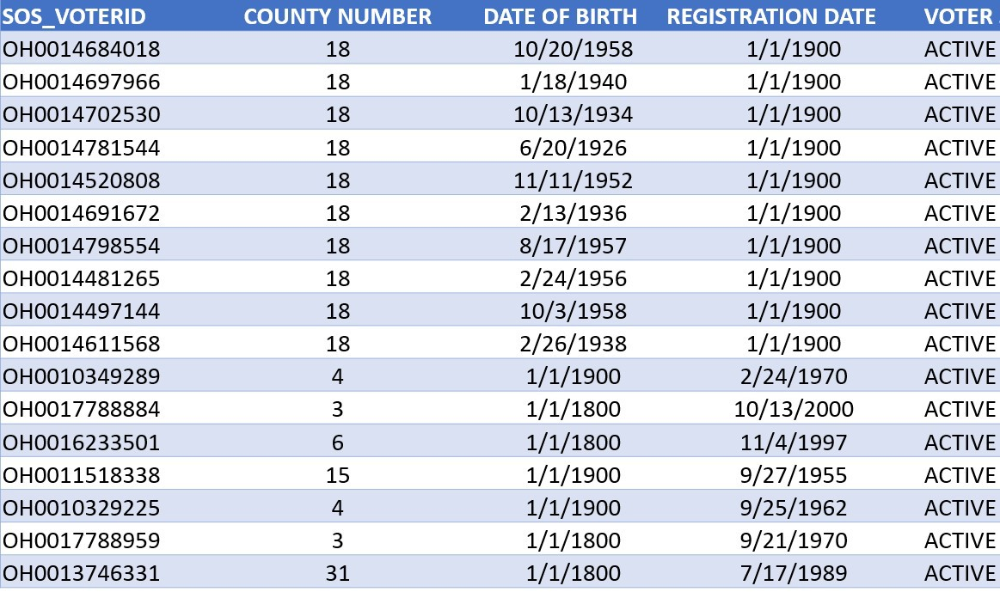 SOS_VOTERID COUNTY NUMBER DATE OF BIRTH REGISTRATION DATE VOTER
OH0014684018 18 10/20/1958 1/1/1900 ACTIVE
OH0014697966 18 1/18/1940 1/1/1900 ACTIVE
OH0014702530 18 10/13/1934 1/1/1900 ACTIVE
OH0014781544 18 6/20/1926 1/1/1900 ACTIVE
OH0014520808 18 11/11/1952 1/1/1900 ACTIVE
OH0014691672 18 2/13/1936 1/1/1900 ACTIVE
OH0014798554 18 8/17/1957 1/1/1900 ACTIVE
OH0014481265 18 2/24/1956 1/1/1900 ACTIVE
OH0014497144 18 10/3/1958 1/1/1900 ACTIVE
OH0014611568 18 2/26/1938 1/1/1900 ACTIVE
OH0010349289 4 1/1/1900 2/24/1970 ACTIVE
OH0017788884 3 1/1/1800 10/13/2000 ACTIVE
OH0016233501 6 1/1/1800 11/4/1997 ACTIVE
OH0011518338 15 1/1/1900 9/27/1955 ACTIVE
OH0010329225 4 1/1/1900 9/25/1962 ACTIVE
OH0017788959 3 1/1/1800 9/21/1970 ACTIVE
OH0013746331 31 1/1/1800 7/17/1989 ACTIVE